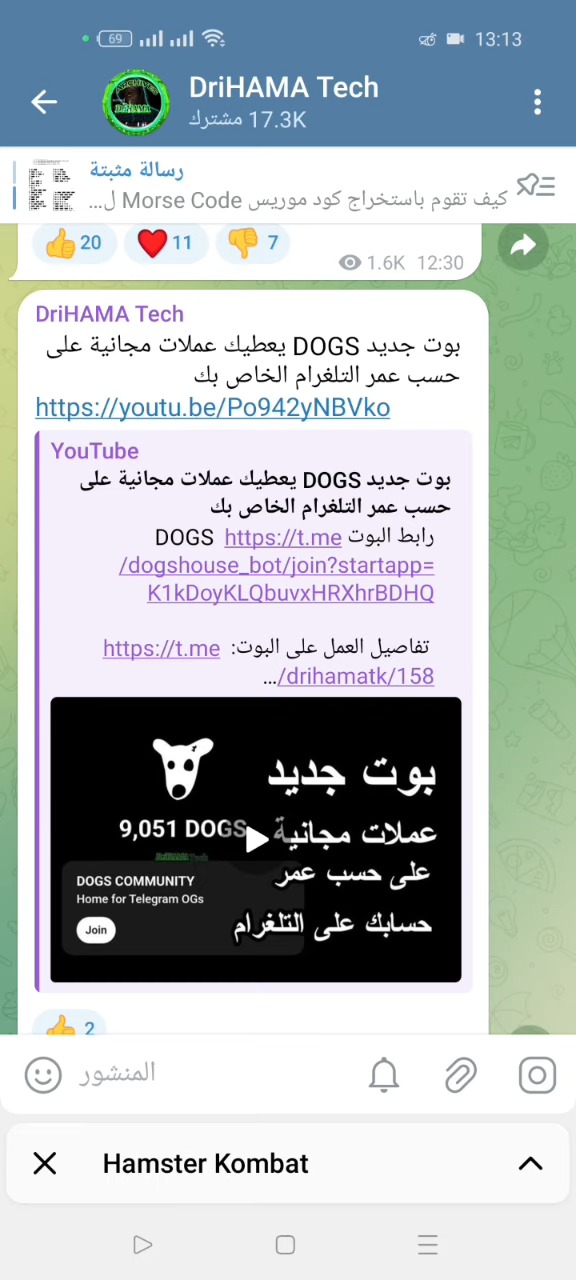 69
13:13
DriHAMA Tech
17.3K مشترك
رسالة مثبتة
كيف تقوم باستخراج كود موريس Morse Code ل...
20
11
7
1.6K 12:30
DriHAMA Tech
بوت جديد DOGS يعطيك عملات مجانية على
حسب عمر التلغرام الخاص بك
https://youtu.be/Po942yNBVko
YouTube
بوت جديد DOGS يعطيك عملات مجانية على
حسب عمر التلغرام الخاص بك
رابط البوت DOGS https://t.me
/dogshouse_bot/join?startapp=
K1kDoyKLQbuvxHRXhrBDHQ
تفاصيل العمل على البوت: https://t.me
/drihamatk/158...
بوت جديد
عملات مجانية
على حسب عمر
حسابك على التلغرام
9,051 DOGS
DriHAMA Tech
DOGS COMMUNITY
Home for Telegram OGs
Join
2
المنشور
Hamster Kombat